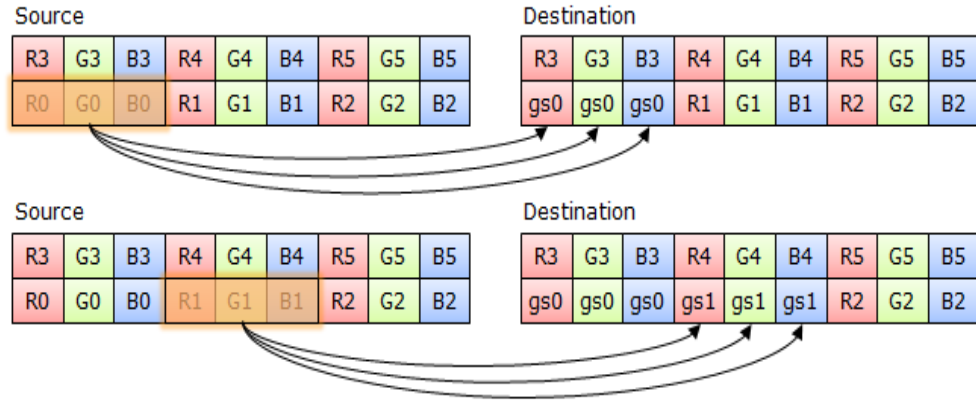 Source Destination
R3 G3 B3 R4 G4 B4 R5 G5 B5 R3 G3 B3 R4 G4 B4 R5 G5 B5
R0 G0 B0 R1 G1 B1 R2 G2 B2 gs0 gs0 gs0 R1 G1 B1 R2 G2 B2
Source Destination
R3 G3 B3 R4 G4 B4 R5 G5 B5 R3 G3 B3 R4 G4 B4 R5 G5 B5
R0 G0 B0 R1 G1 B1 R2 G2 B2 gs0 gs0 gs0 gs1 gs1 gs1 R2 G2 B2